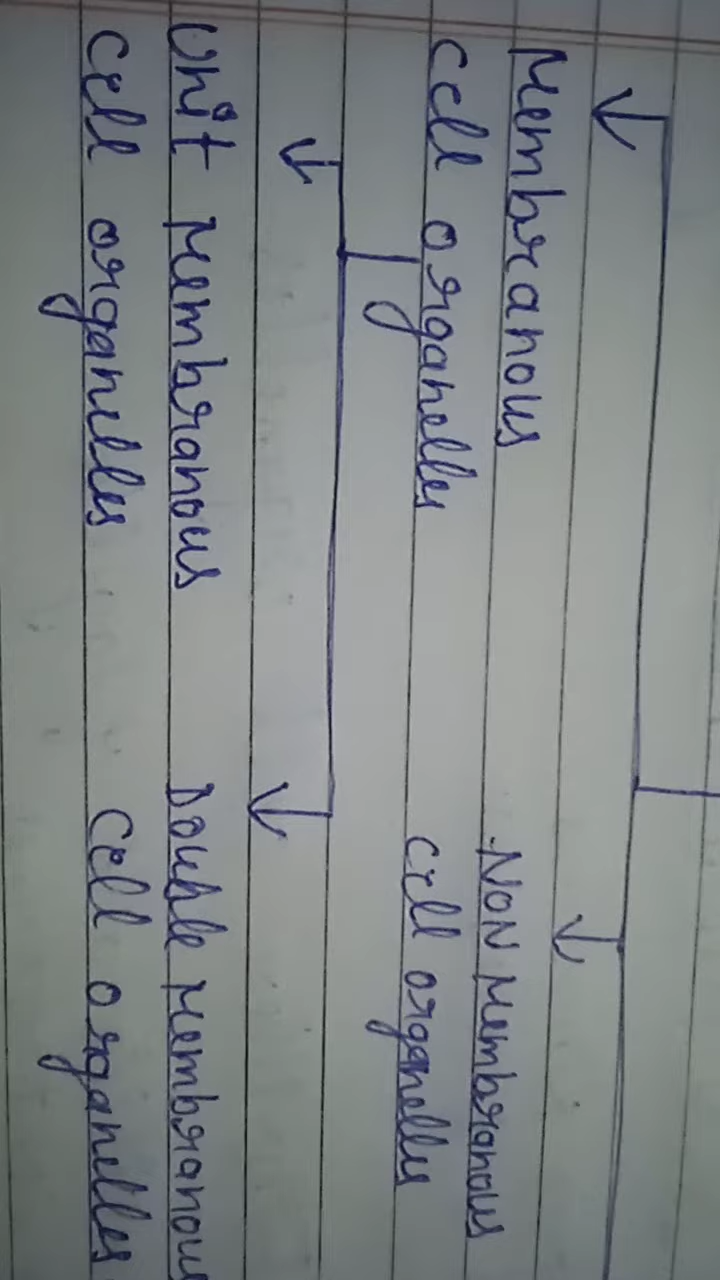 Membranous
cell organelles
NON Membranous
cell organelles
Unit Membranous
cell organelles
Double Membranous
cell organelles